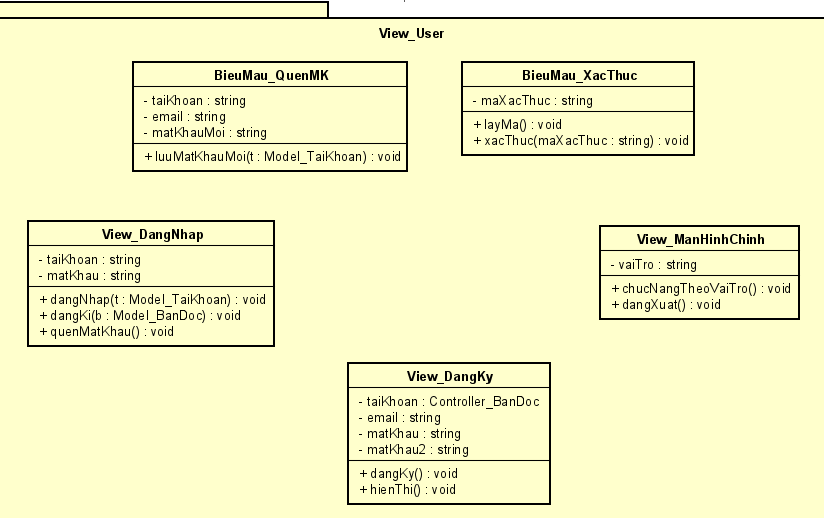 View_User
BieuMau_QuenMK
- taiKhoan : string
- email : string
- matKhauMoi : string
+ luuMatKhauMoi(t : Model_TaiKhoan) : void
BieuMau_XacThuc
- maXacThuc : string
+ layMa() : void
+ xacThuc(maXacThuc : string) : void
View_DangNhap
- taiKhoan : string
- matKhau : string
+ dangNhap(t : Model_TaiKhoan) : void
+ dangKi(b : Model_BanDoc) : void
+ quenMatKhau() : void
View_ManHinhChinh
- vaiTro : string
+ chucNangTheoVaiTro() : void
+ dangXuat() : void
View_DangKy
- taiKhoan : Controller_BanDoc
- email : string
- matKhau : string
- matKhau2 : string
+ dangKy() : void
+ hienThi() : void